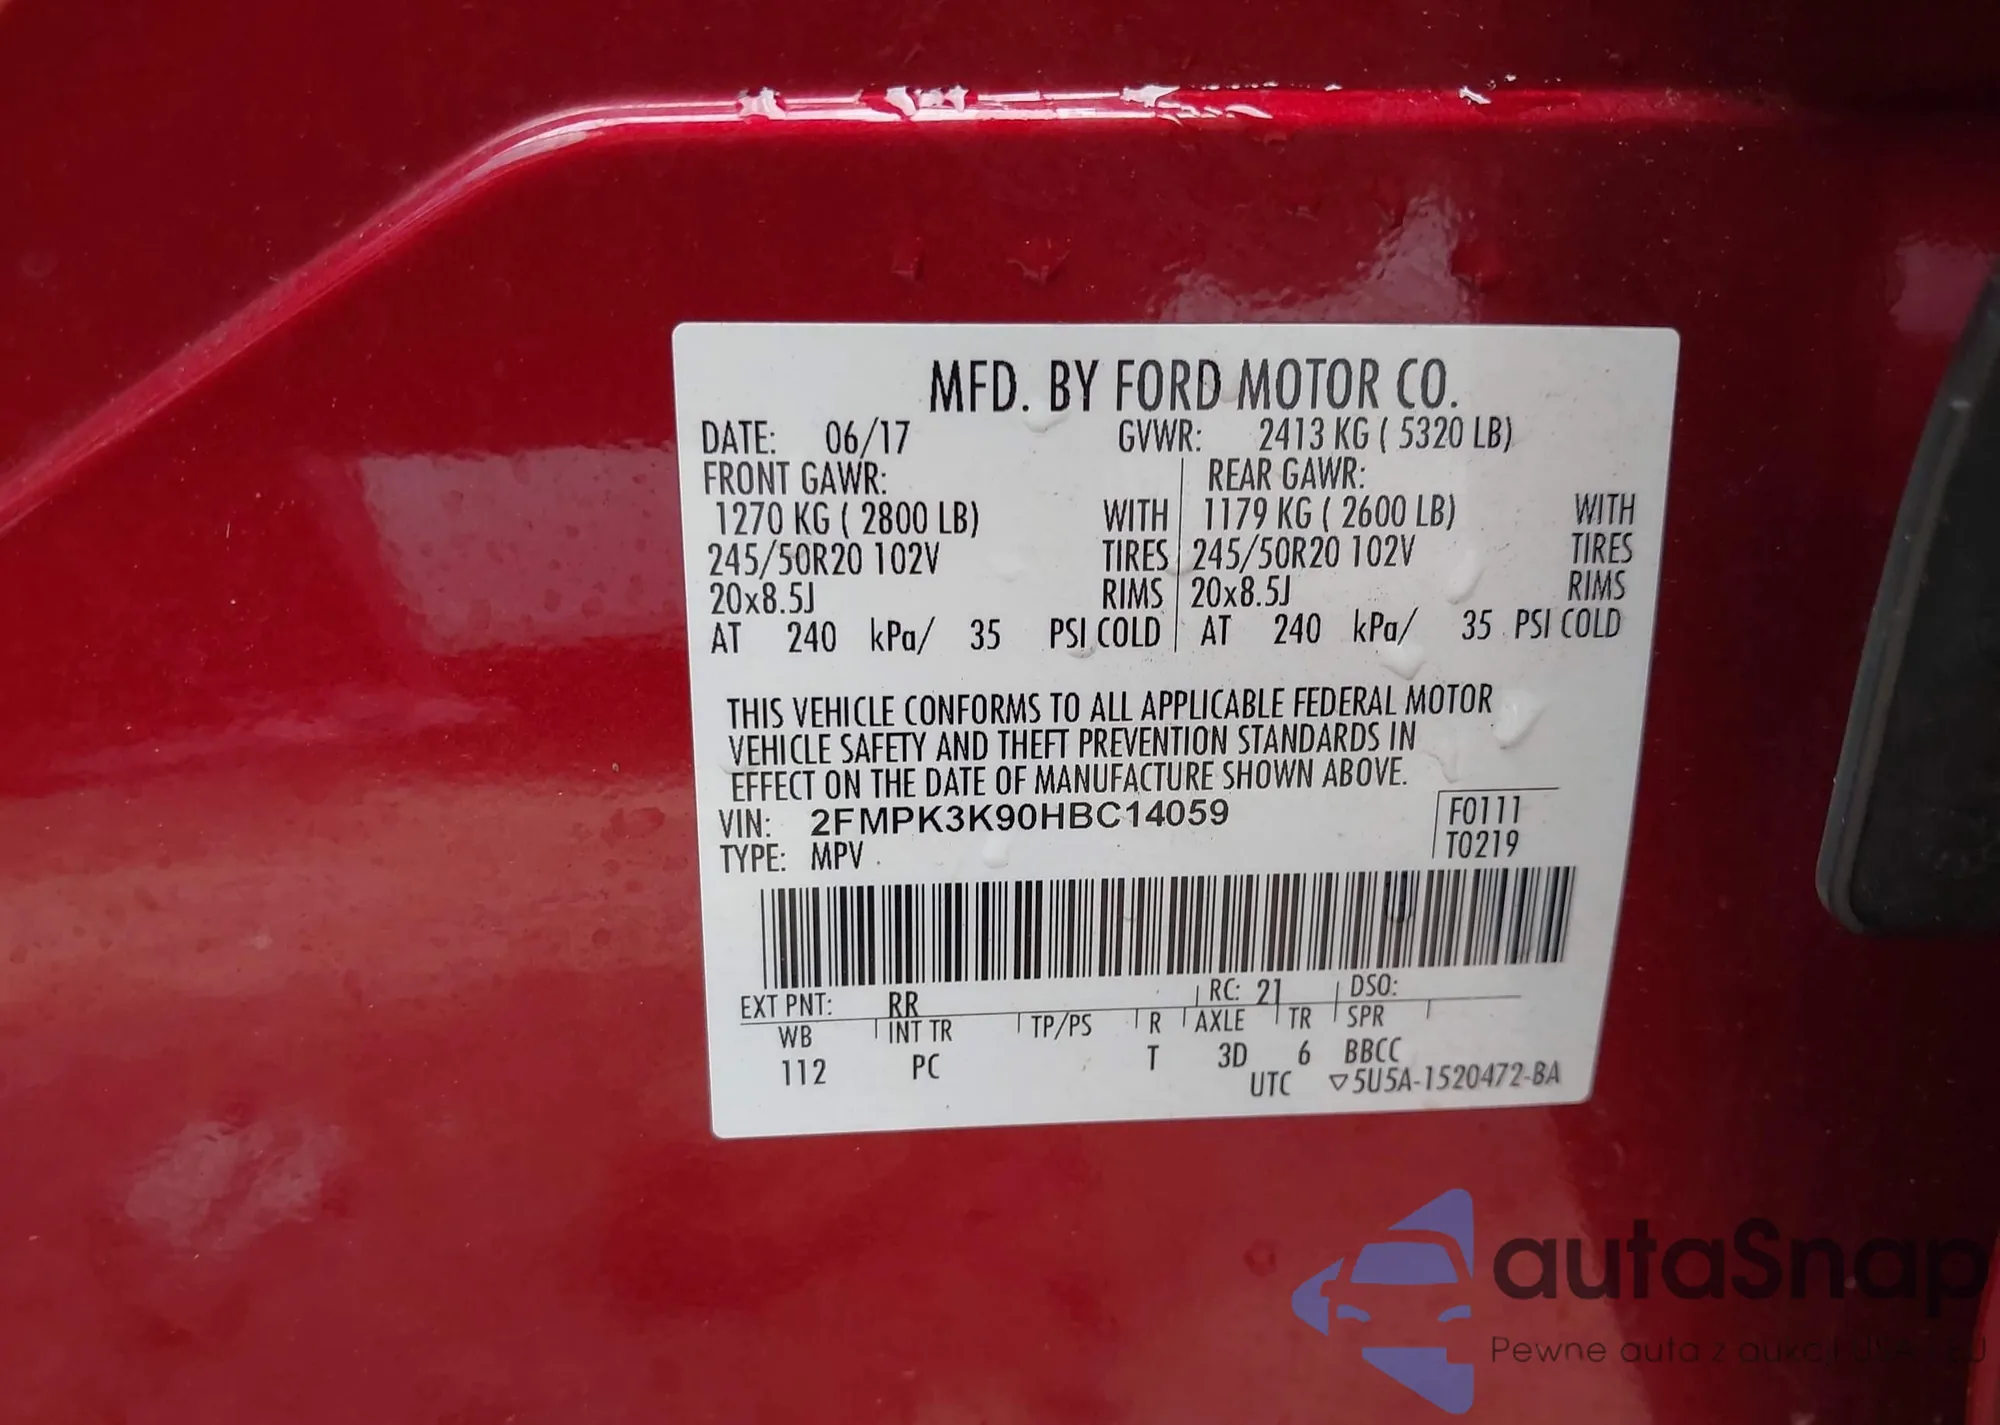 MFD. BY FORD MOTOR CO.
DATE: 06/17 GVWR: 2413 KG ( 5320 LB)
FRONT GAWR: REAR GAWR:
1270 KG ( 2800 LB) WITH 1179 KG ( 2600 LB) WITH
245/50R20 102V TIRES 245/50R20 102V TIRES
20x8.5J RIMS 20x8.5J RIMS
AT 240 kPa/ 35 PSI COLD AT 240 kPa/ 35 PSI COLD
THIS VEHICLE CONFORMS TO ALL APPLICABLE FEDERAL MOTOR
VEHICLE SAFETY AND THEFT PREVENTION STANDARDS IN
EFFECT ON THE DATE OF MANUFACTURE SHOWN ABOVE.
VIN: 2FMPK3K90HBC14059 F0111
TYPE: MPV T0219
EXT PNT: RR RC: 21 DSO:
WB INT TR TP/PS R AXLE TR SPR
112 PC T 3D 6 BBCC
UTC ▽5U5A-1520472-BA
autaSnap
Pewne auta z